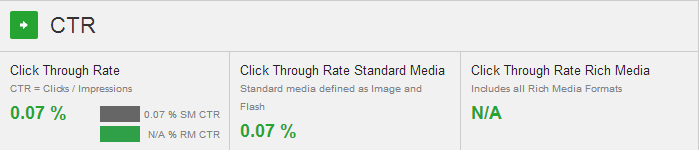 CTR
Click Through Rate
CTR = Clicks / Impressions
0.07 %
0.07 % SM CTR
N/A % RM CTR
Click Through Rate Standard Media
Standard media defined as Image and
Flash
0.07 %
Click Through Rate Rich Media
Includes all Rich Media Formats
N/A